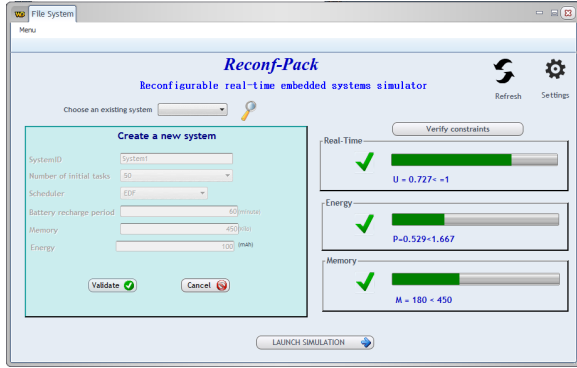 File System
Menu
Reconf-Pack
Reconfigurable real-time embedded systems simulator
Refresh
Settings
Choose an existing system
Verify constraints
Create a new system
SystemID System1
Number of initial tasks 50
Scheduler EDF
Battery recharge period 60 (minute)
Memory 450
Energy 100 (mAh)
Validate
Cancel
Real-Time
U = 0.727< =1
Energy
P=0.529<1.667
Memory
M = 180 < 450
LAUNCH SIMULATION